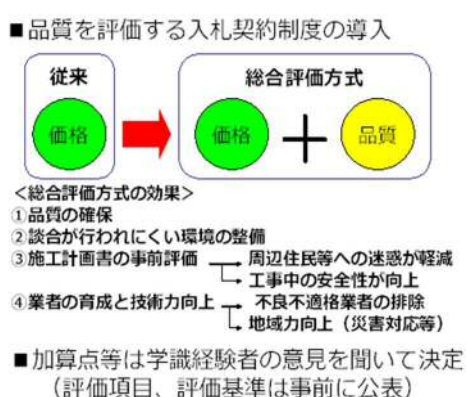 ■品質を評価する入札契約制度の導入
従来
総合評価方式
価格
価格
品質
＜総合評価方式の効果＞
①品質の確保
②談合が行われにくい環境の整備
③施工計画書の事前評価 周辺住民等への迷惑が軽減
工事中の安全性が向上
④業者の育成と技術力向上 不良不適格業者の排除
地域力向上（災害対応等）
■加算点等は学識経験者の意見を聞いて決定
（評価項目、評価基準は事前に公表）